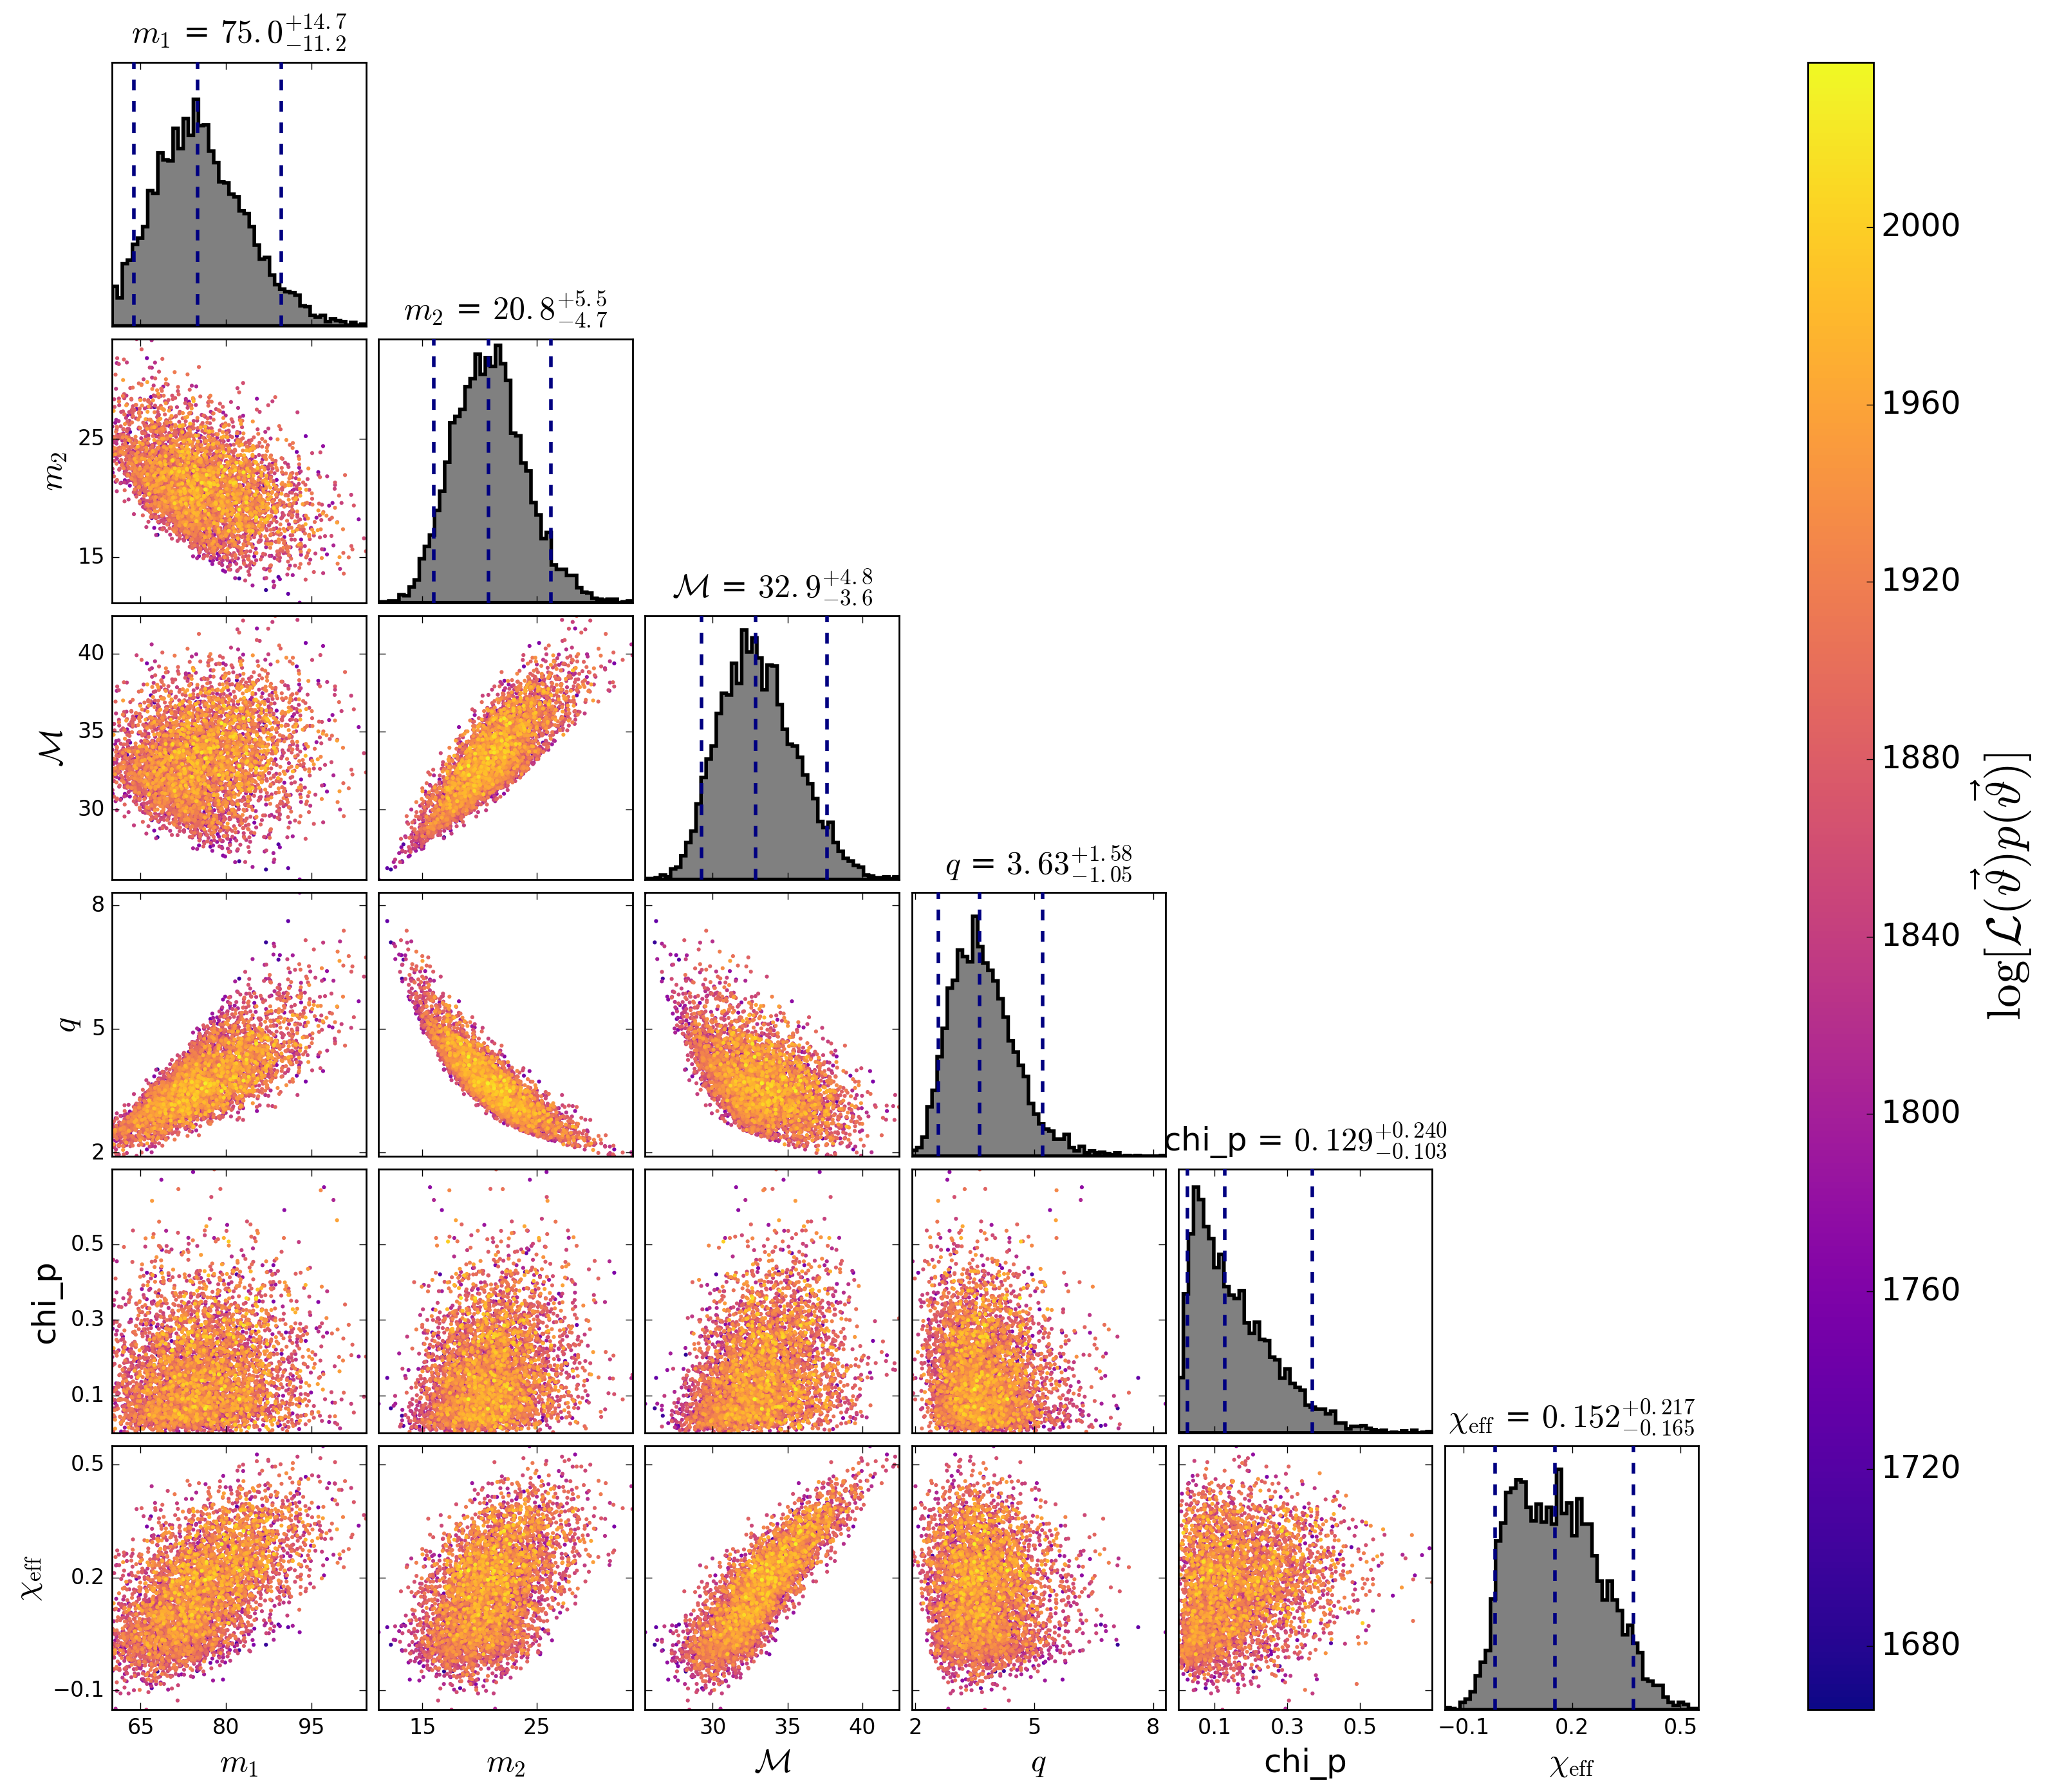 m₁ = 75.0 +14.7 −11.2
m₂ = 20.8 +5.5 −4.7
ℳ = 32.9 +4.8 −3.6
q = 3.63 +1.58 −1.05
chi_p = 0.129 +0.240 −0.103
χeff = 0.152 +0.217 −0.165
m₂
25
15
ℳ
40
35
30
q
8
5
2
chi_p
0.5
0.3
0.1
χeff
0.5
0.2
−0.1
65 80 95
15 25
30 35 40
2 5 8
0.1 0.3 0.5
−0.1 0.2 0.5
m₁
m₂
ℳ
q
chi_p
χeff
2000
1960
1920
1880
1840
1800
1760
1720
1680
log[ℒ(ϑ⃗)p(ϑ⃗)]